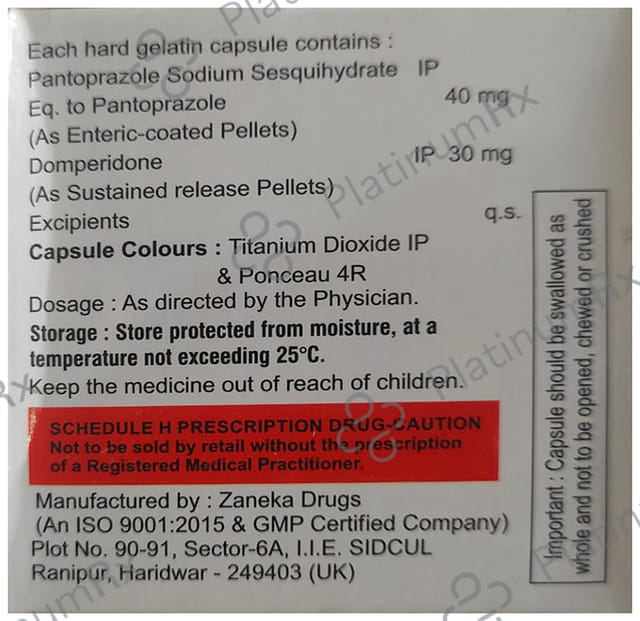 Each hard gelatin capsule contains :
Pantoprazole Sodium Sesquihydrate IP
Eq. to Pantoprazole 40 mg
(As Enteric-coated Pellets)
Domperidone IP 30 mg
(As Sustained release Pellets)
Excipients q.s.
Capsule Colours : Titanium Dioxide IP
& Ponceau 4R
Dosage : As directed by the Physician.
Storage : Store protected from moisture, at a
temperature not exceeding 25°C.
Keep the medicine out of reach of children.
SCHEDULE H PRESCRIPTION DRUG-CAUTION
Not to be sold by retail without the prescription
of a Registered Medical Practitioner.
Manufactured by : Zaneka Drugs
(An ISO 9001:2015 & GMP Certified Company)
Plot No. 90-91, Sector-6A, I.I.E. SIDCUL
Ranipur, Haridwar - 249403 (UK)
Important : Capsule should be swallowed as
whole and not to be opened, chewed or crushed
PlatinumRx
PlatinumRx
PlatinumRx